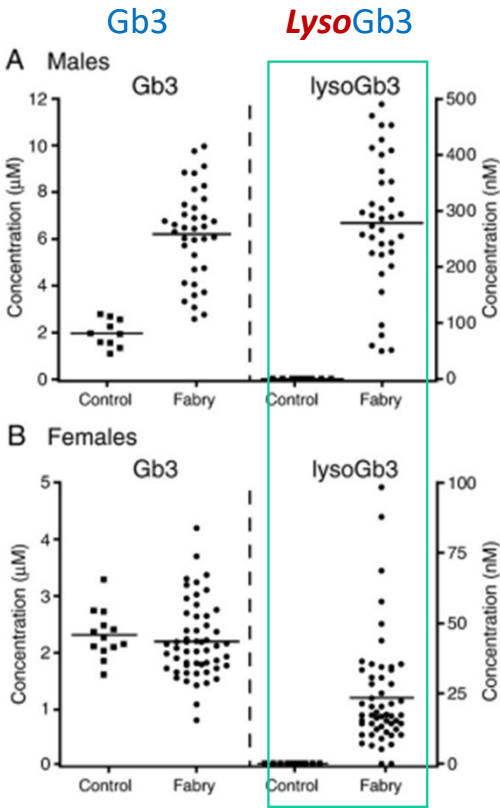 Gb3 LysoGb3
A Males
Gb3 lysoGb3
Concentration (μM)
12
10
8
6
4
2
0
500
400
300
200
100
0
Concentration (nM)
Control Fabry Control Fabry
B Females
Gb3 lysoGb3
Concentration (μM)
5
4
3
2
1
0
100
75
50
25
0
Concentration (nM)
Control Fabry Control Fabry